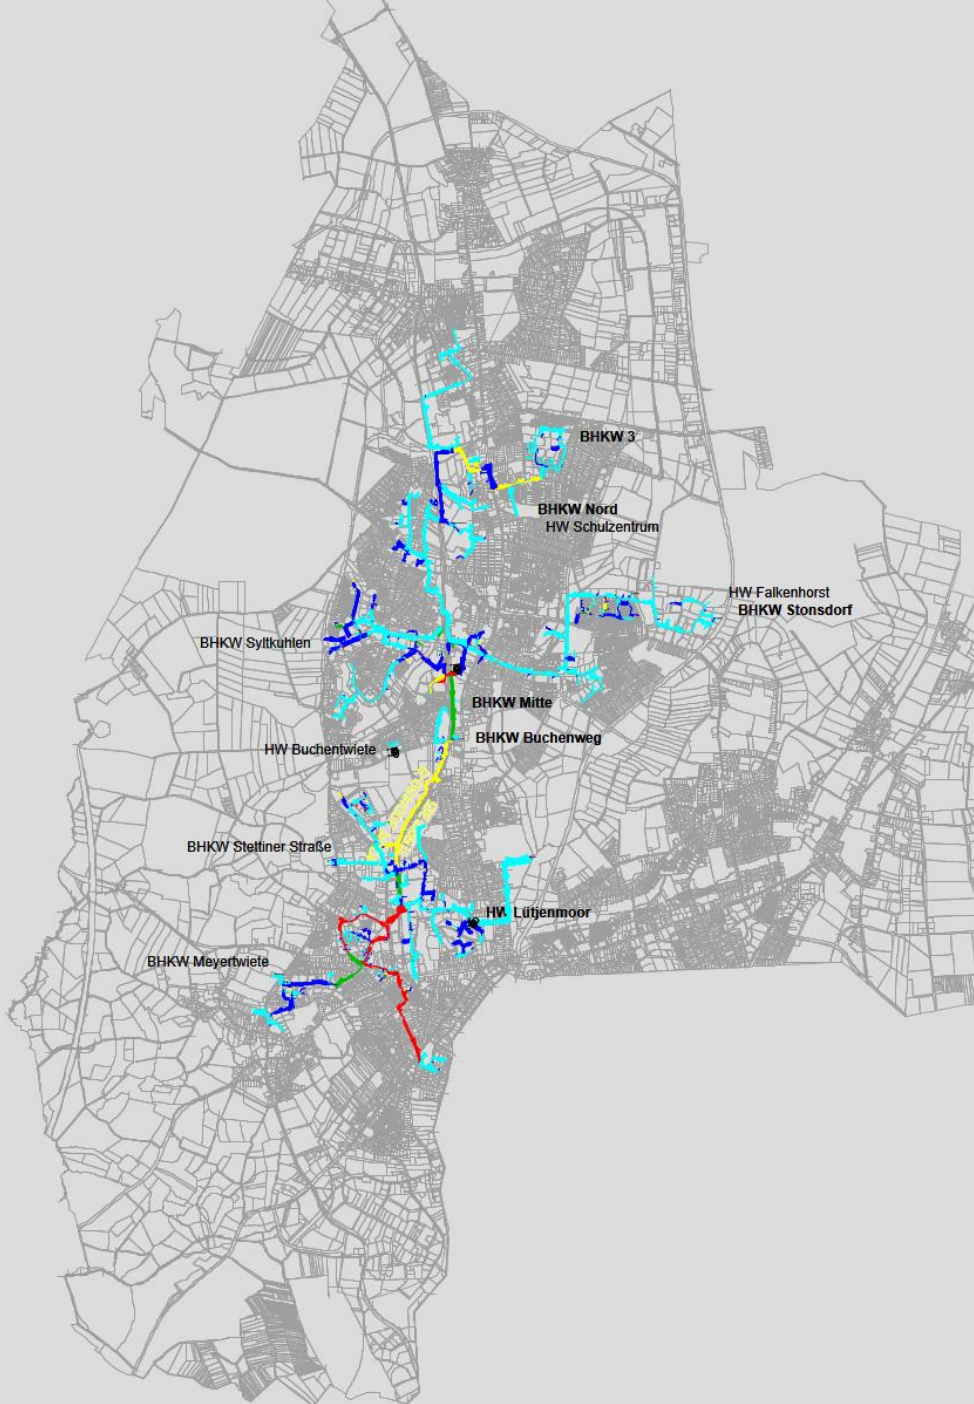 BHKW 3
BHKW Nord
HW Schulzentrum
HW Falkenhorst
BHKW Stonsdorf
BHKW Syltkuhlen
BHKW Mitte
BHKW Buchenweg
HW Buchentwiete
BHKW Stettiner Straße
HW Lütjenmoor
BHKW Meyertwiete